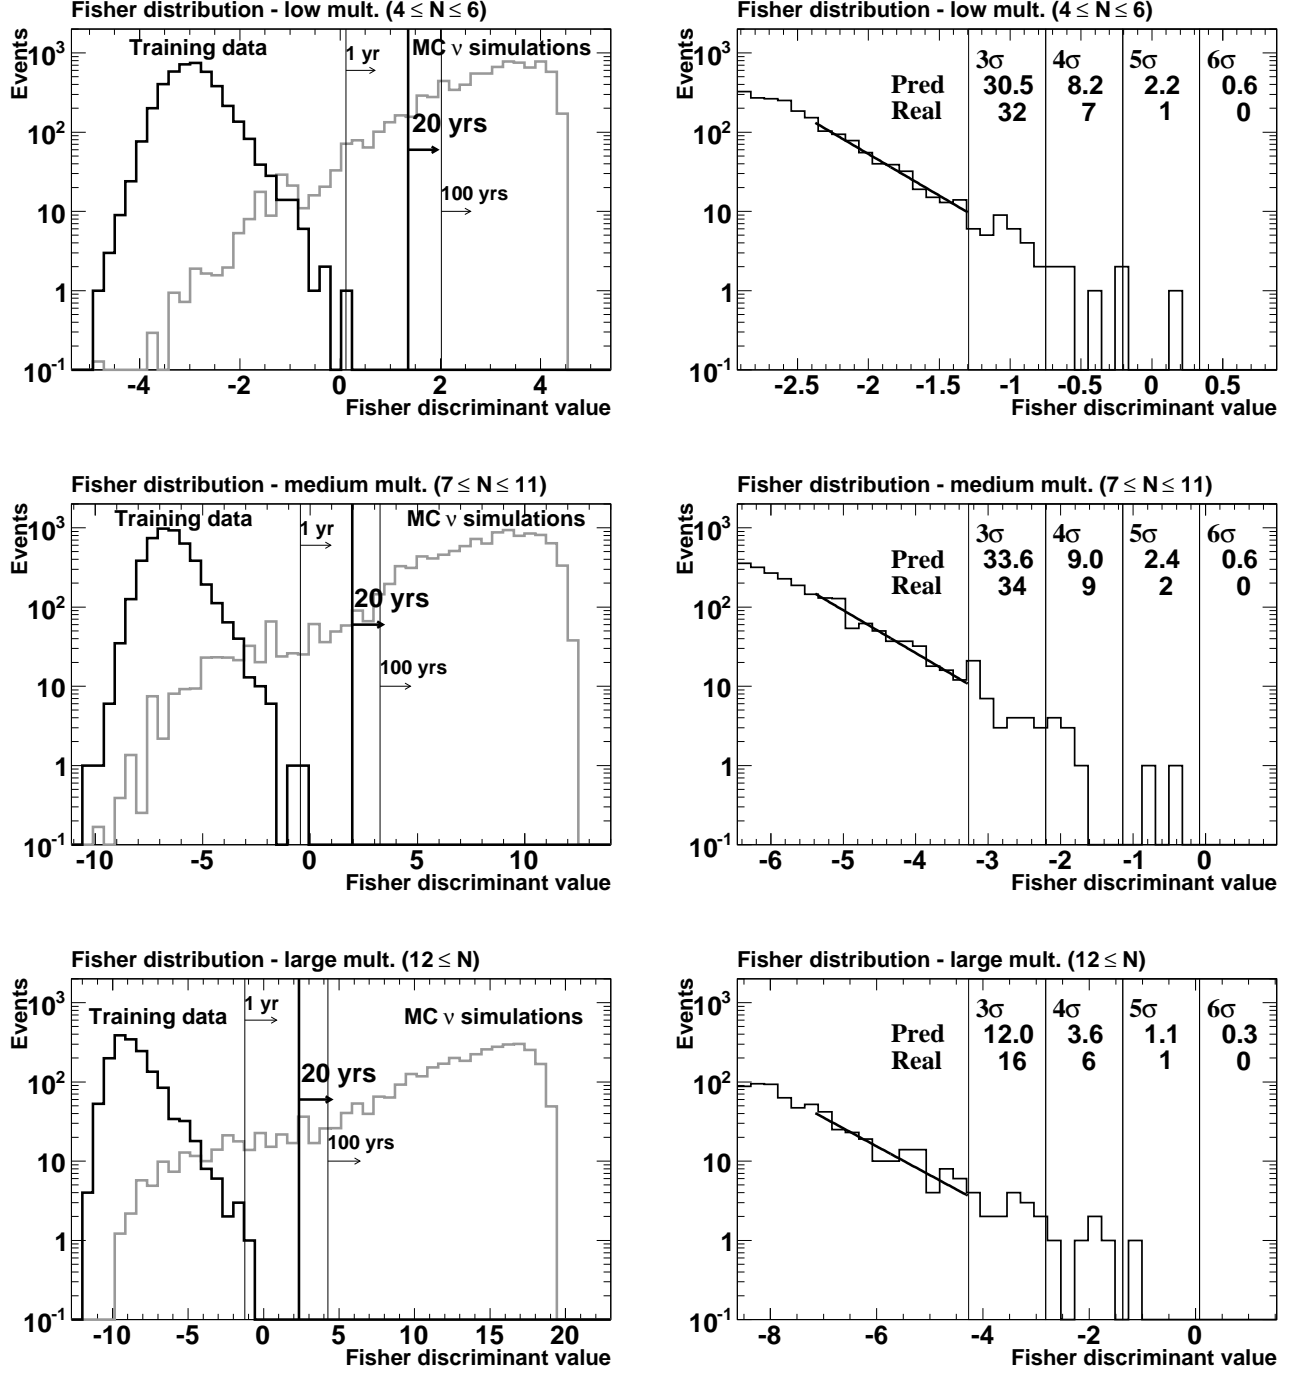 Fisher distribution - low mult. (4 ≤ N ≤ 6)
Events
Training data
1 yr
MC ν simulations
20 yrs
100 yrs
10³
10²
10
1
10⁻¹
-4 -2 0 2 4
Fisher discriminant value
Fisher distribution - low mult. (4 ≤ N ≤ 6)
Events
3σ 4σ 5σ 6σ
Pred 30.5 8.2 2.2 0.6
Real 32 7 1 0
10³
10²
10
1
10⁻¹
-2.5 -2 -1.5 -1 -0.5 0 0.5
Fisher discriminant value
Fisher distribution - medium mult. (7 ≤ N ≤ 11)
Events
Training data
1 yr
MC ν simulations
20 yrs
100 yrs
10³
10²
10
1
10⁻¹
-10 -5 0 5 10
Fisher discriminant value
Fisher distribution - medium mult. (7 ≤ N ≤ 11)
Events
3σ 4σ 5σ 6σ
Pred 33.6 9.0 2.4 0.6
Real 34 9 2 0
10³
10²
10
1
10⁻¹
-6 -5 -4 -3 -2 -1 0
Fisher discriminant value
Fisher distribution - large mult. (12 ≤ N)
Events
1 yr
Training data
MC ν simulations
20 yrs
100 yrs
10³
10²
10
1
10⁻¹
-10 -5 0 5 10 15 20
Fisher discriminant value
Fisher distribution - large mult. (12 ≤ N)
Events
3σ 4σ 5σ 6σ
Pred 12.0 3.6 1.1 0.3
Real 16 6 1 0
10³
10²
10
1
10⁻¹
-8 -6 -4 -2 0
Fisher discriminant value